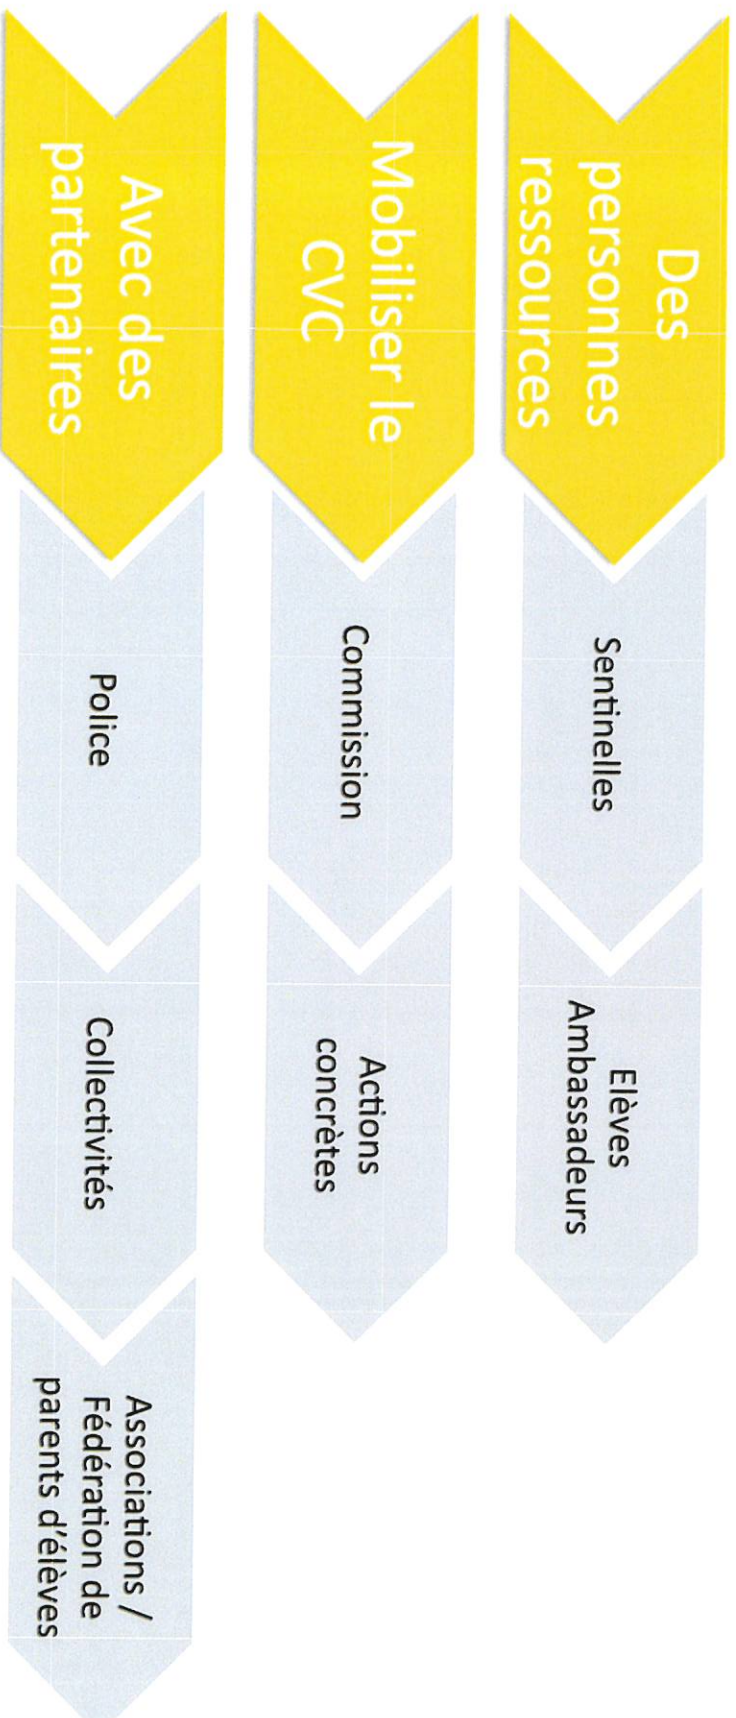 Des
personnes
ressources
Sentinelles
Elèves
Ambassadeurs
Mobiliser le
CVC
Commission
Actions
concrètes
Avec des
partenaires
Police
Collectivités
Associations /
Fédération de
parents d'élèves